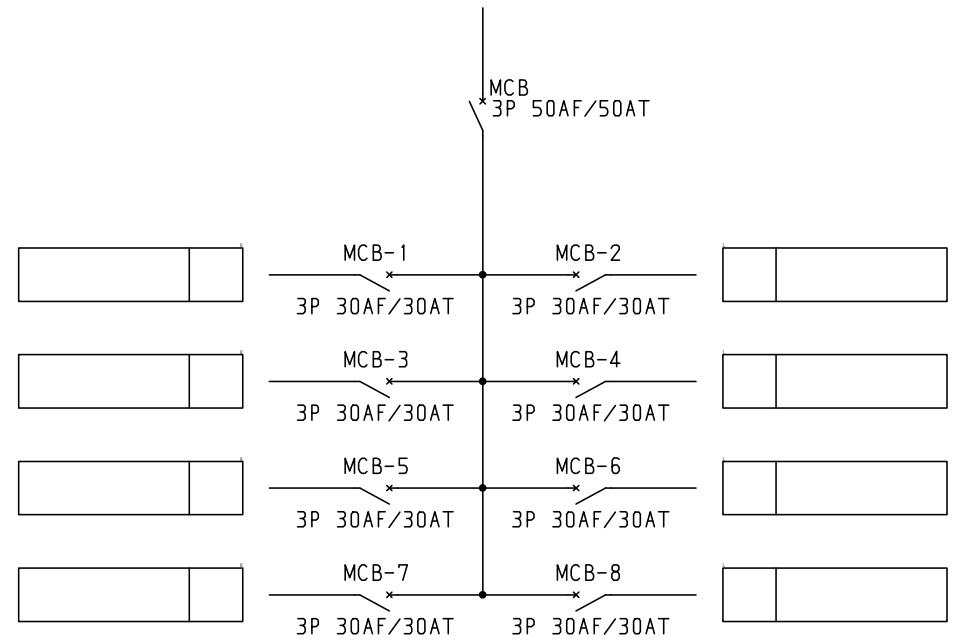 MCB
3P 50AF/50AT
MCB-1
MCB-2
3P 30AF/30AT
3P 30AF/30AT
MCB-3
MCB-4
3P 30AF/30AT
3P 30AF/30AT
MCB-5
MCB-6
3P 30AF/30AT
3P 30AF/30AT
MCB-7
MCB-8
3P 30AF/30AT
3P 30AF/30AT